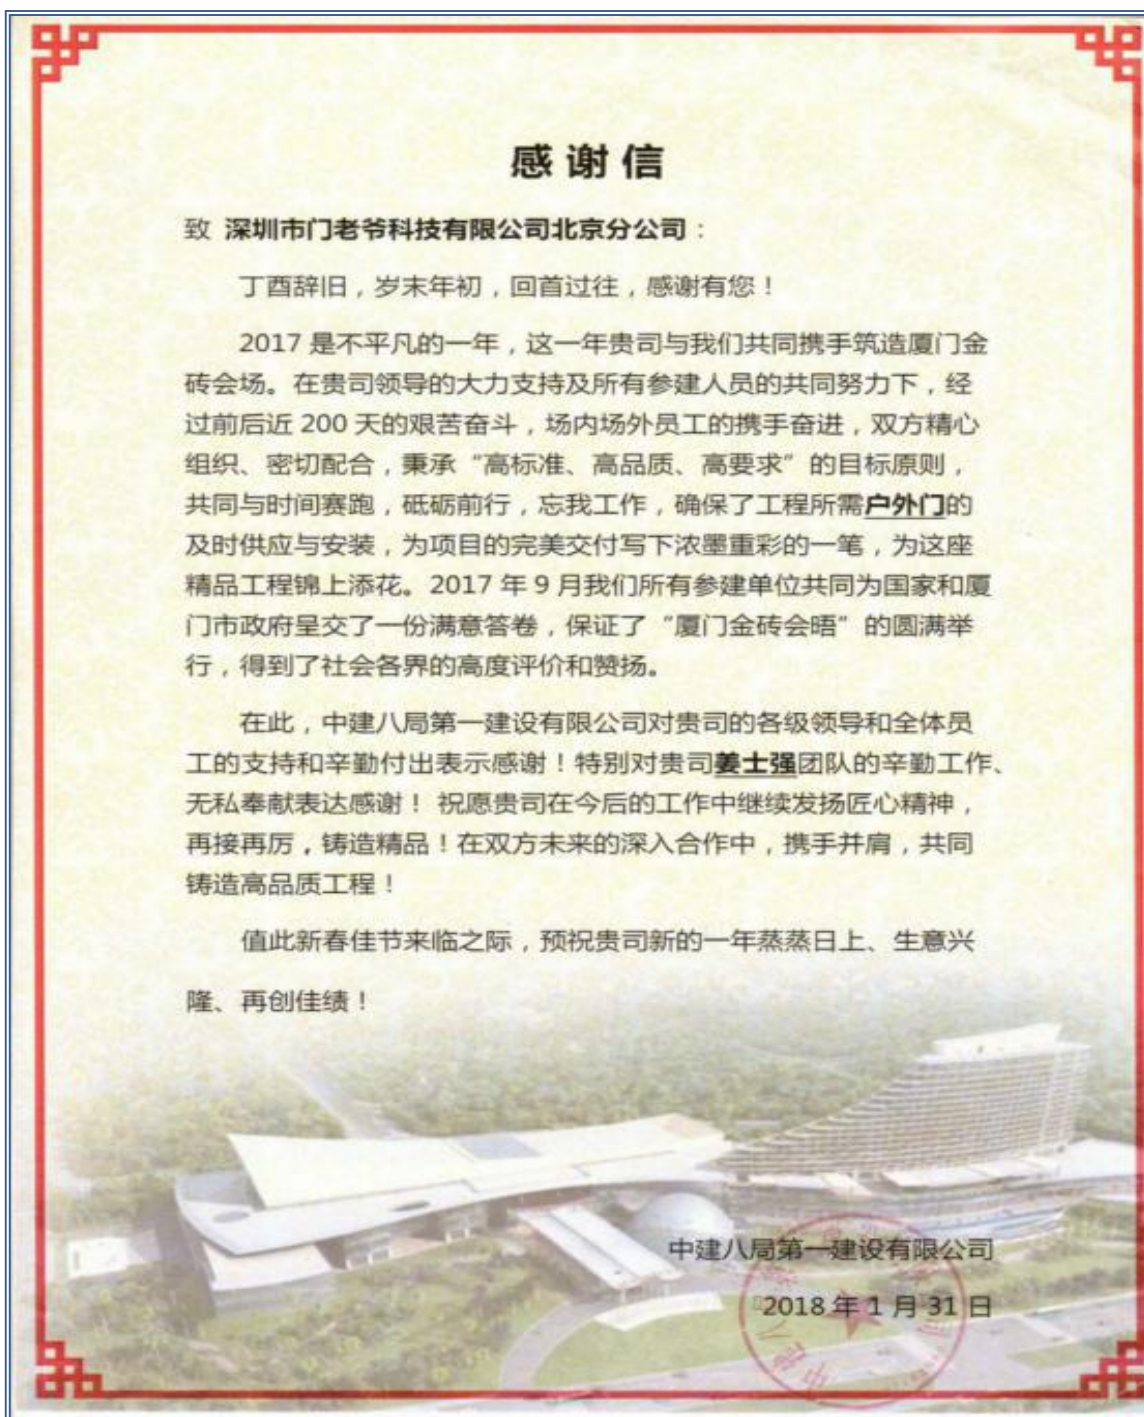 感谢信
致 深圳市门老爷科技有限公司北京分公司：
丁酉辞旧，岁末年初，回首过往，感谢有您！
2017 是不平凡的一年，这一年贵司与我们共同携手筑造厦门金
砖会场。在贵司领导的大力支持及所有参建人员的共同努力下，经
过前后近 200 天的艰苦奋斗，场内场外员工的携手奋进，双方精心
组织、密切配合，秉承“高标准、高品质、高要求”的目标原则，
共同与时间赛跑，砥砺前行，忘我工作，确保了工程所需户外门的
及时供应与安装，为项目的完美交付写下浓墨重彩的一笔，为这座
精品工程锦上添花。2017 年 9 月我们所有参建单位共同为国家和厦
门市政府呈交了一份满意答卷，保证了“厦门金砖会晤”的圆满举
行，得到了社会各界的高度评价和赞扬。
在此，中建八局第一建设有限公司对贵司的各级领导和全体员
工的支持和辛勤付出表示感谢！特别对贵司姜士强团队的辛勤工作、
无私奉献表达感谢！ 祝愿贵司在今后的工作中继续发扬匠心精神，
再接再厉，铸造精品！在双方未来的深入合作中，携手并肩，共同
铸造高品质工程！
值此新春佳节来临之际，预祝贵司新的一年蒸蒸日上、生意兴
隆、再创佳绩！
中建八局第一建设有限公司
2018 年 1 月 31 日